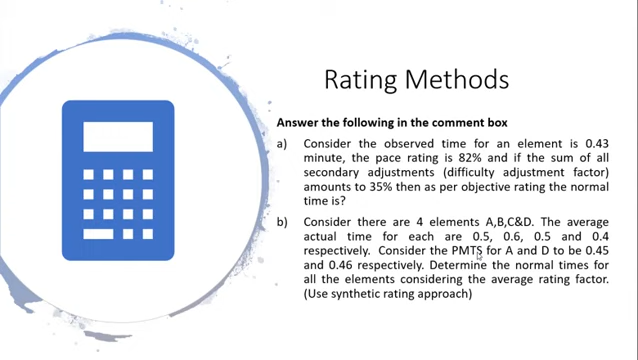 Rating Methods
Answer the following in the comment box
a) Consider the observed time for an element is 0.43
minute, the pace rating is 82% and if the sum of all
secondary adjustments (difficulty adjustment factor)
amounts to 35% then as per objective rating the normal
time is?
b) Consider there are 4 elements A,B,C&D. The average
actual time for each are 0.5, 0.6, 0.5 and 0.4
respectively. Consider the PMTS for A and D to be 0.45
and 0.46 respectively. Determine the normal times for
all the elements considering the average rating factor.
(Use synthetic rating approach)